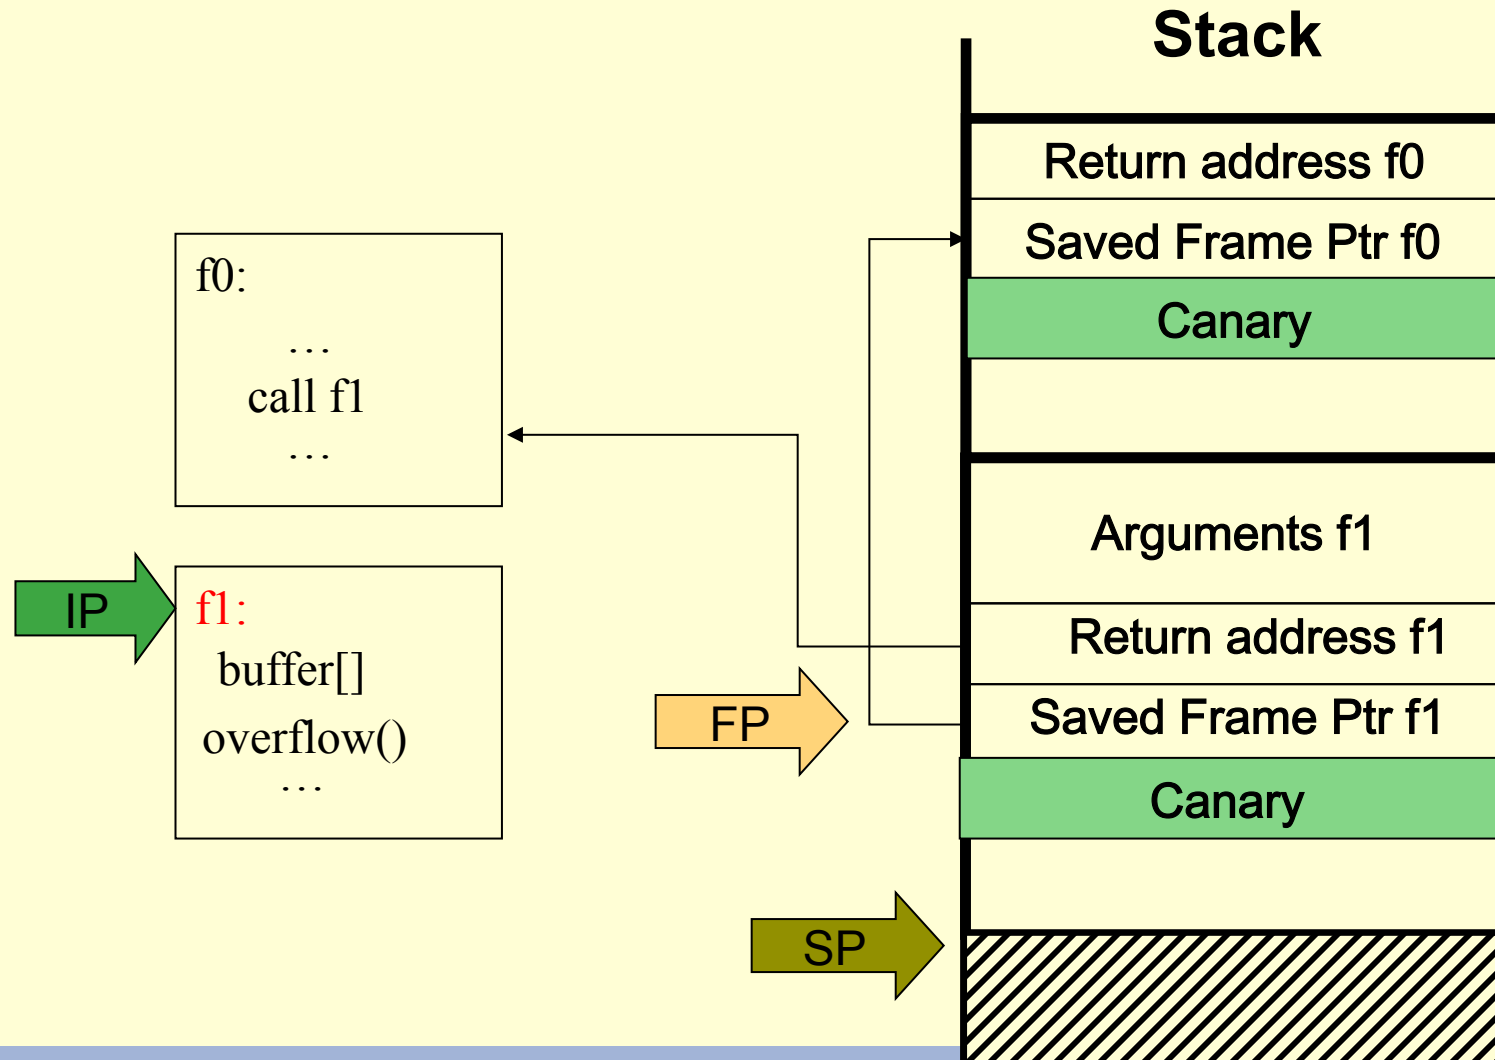 Stack
Return address f0
Saved Frame Ptr f0
Canary
f0:
…
call f1
…
Arguments f1
IP
f1:
buffer[]
overflow()
…
Return address f1
FP
Saved Frame Ptr f1
Canary
SP